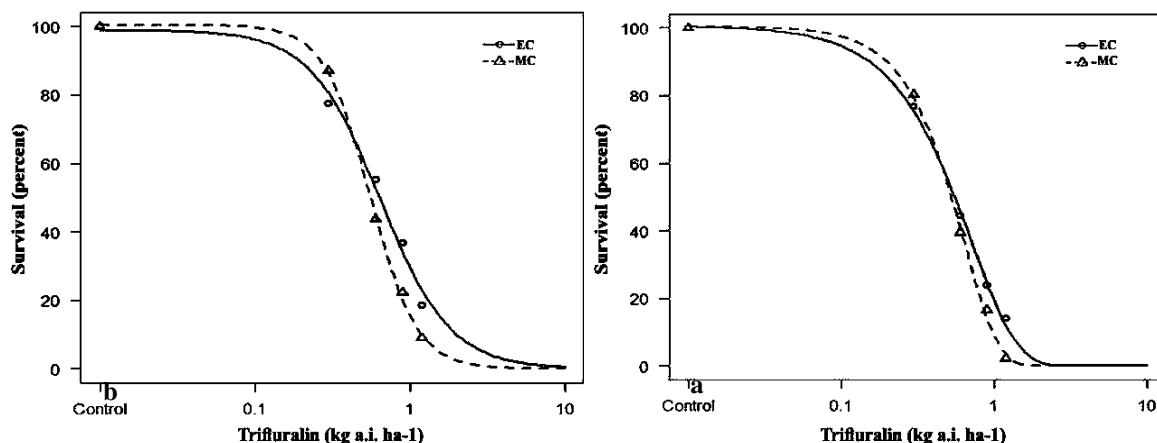 100
80
60
40
20
0
Survival (percent)
EC
MC
b
Control
0.1
1
10
Trifluralin (kg a.i. ha-1)
100
80
60
40
20
0
Survival (percent)
EC
MC
a
Control
0.1
1
10
Trifluralin (kg a.i. ha-1)